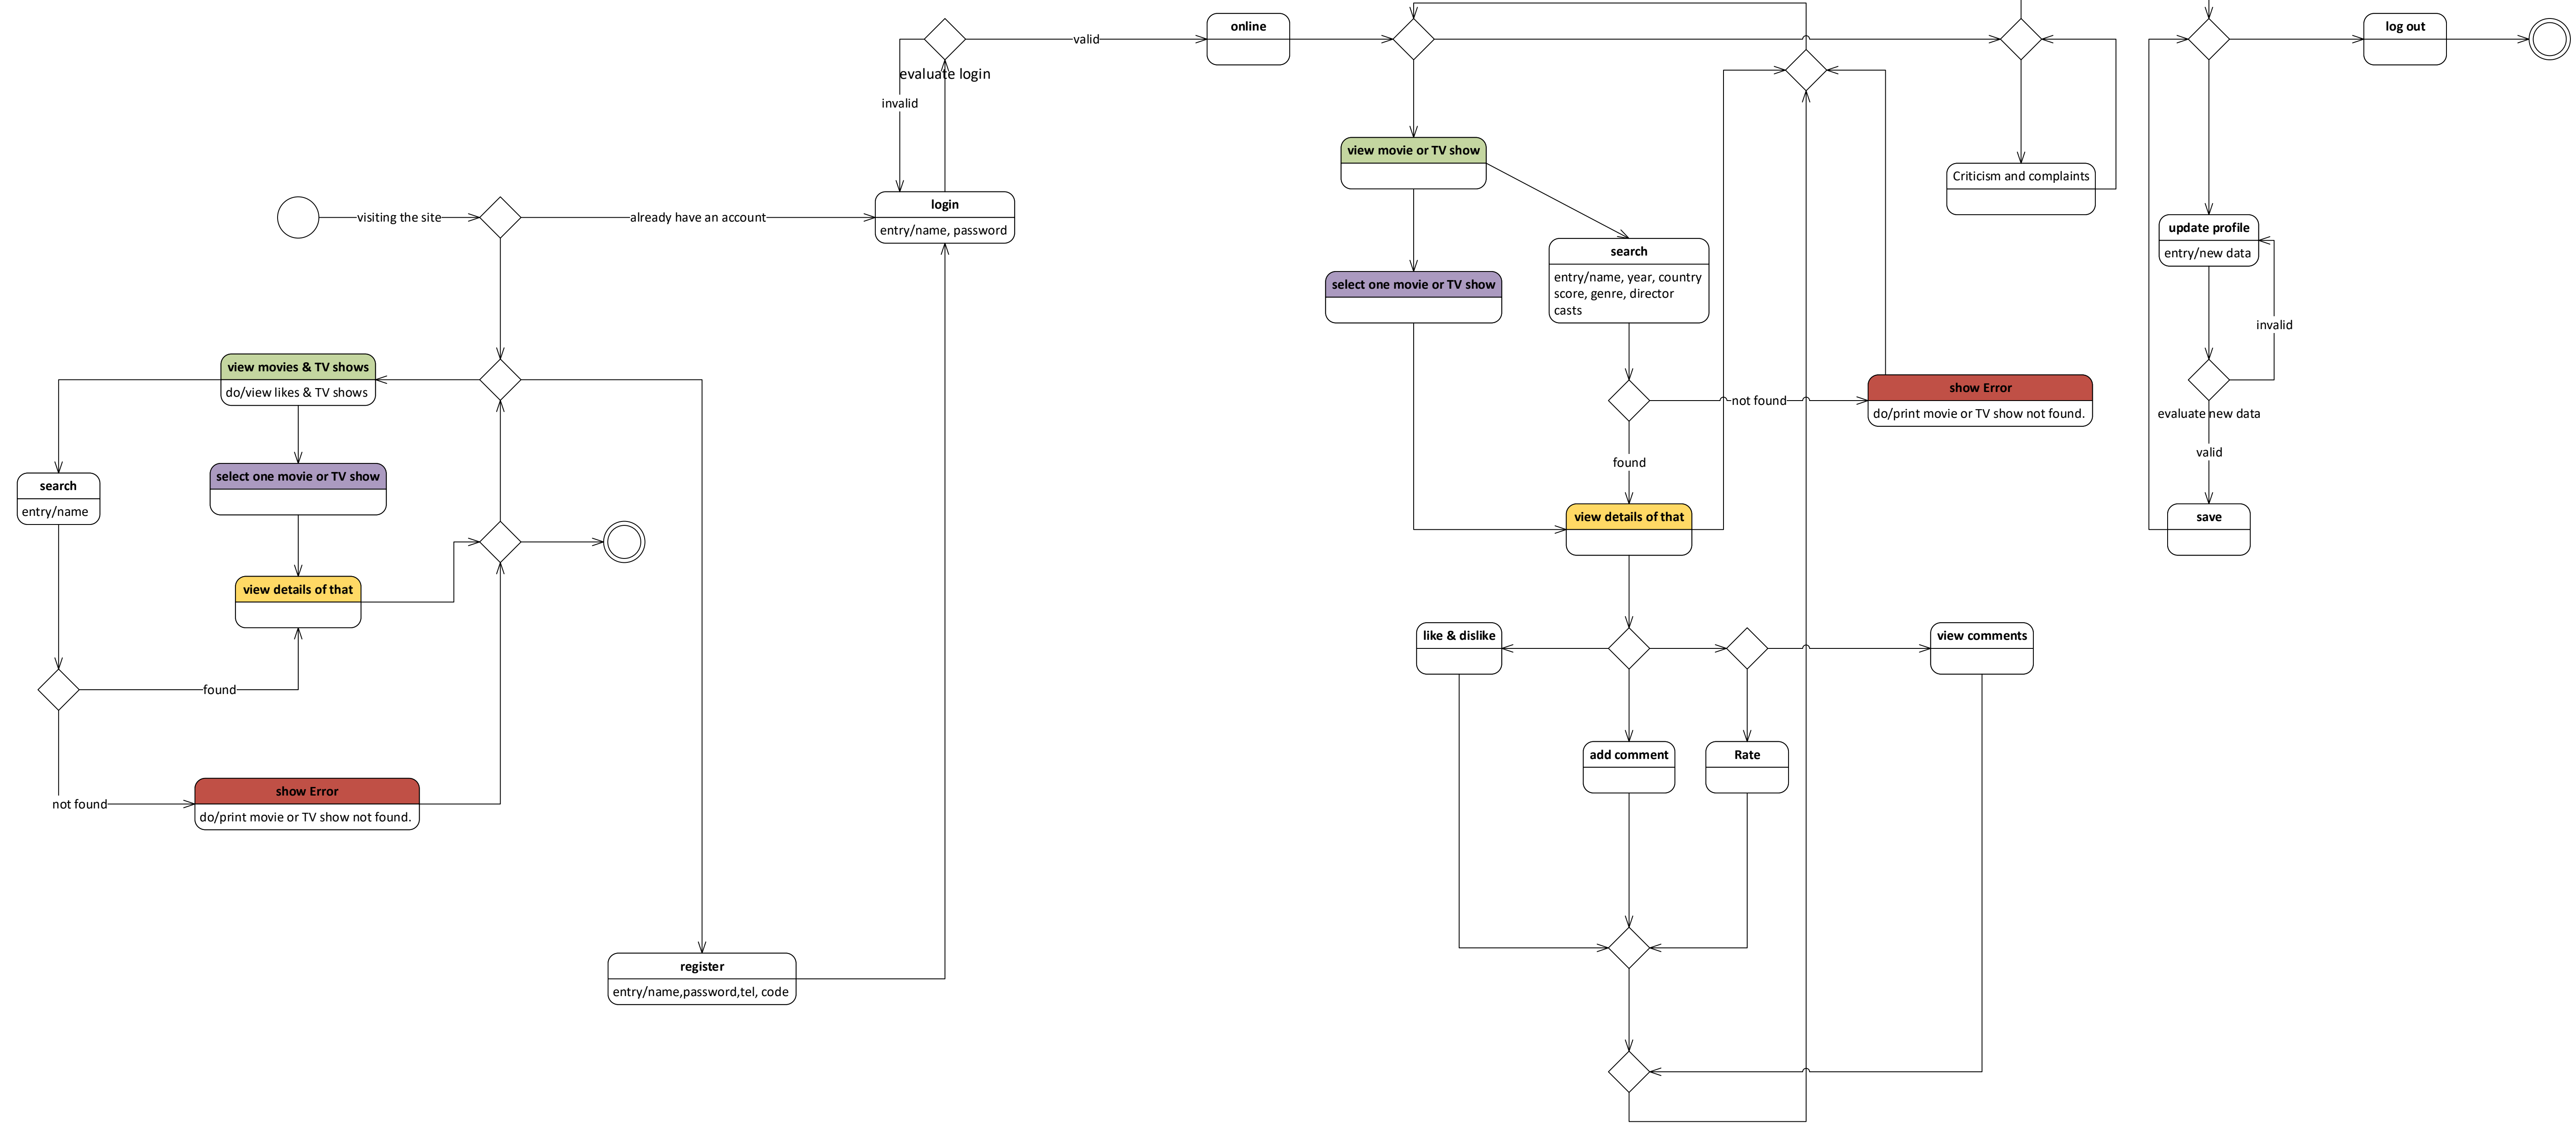 online
log out
valid
evaluate login
invalid
view movie or TV show
Criticism and complaints
login
entry/name, password
visiting the site
already have an account
update profile
entry/new data
search
entry/name, year, country
score, genre, director
casts
select one movie or TV show
invalid
view movies & TV shows
do/view likes & TV shows
show Error
do/print movie or TV show not found.
not found
evaluate new data
valid
found
select one movie or TV show
search
entry/name
view details of that
save
view details of that
like & dislike
view comments
found
add comment
Rate
show Error
do/print movie or TV show not found.
not found
register
entry/name,password,tel, code